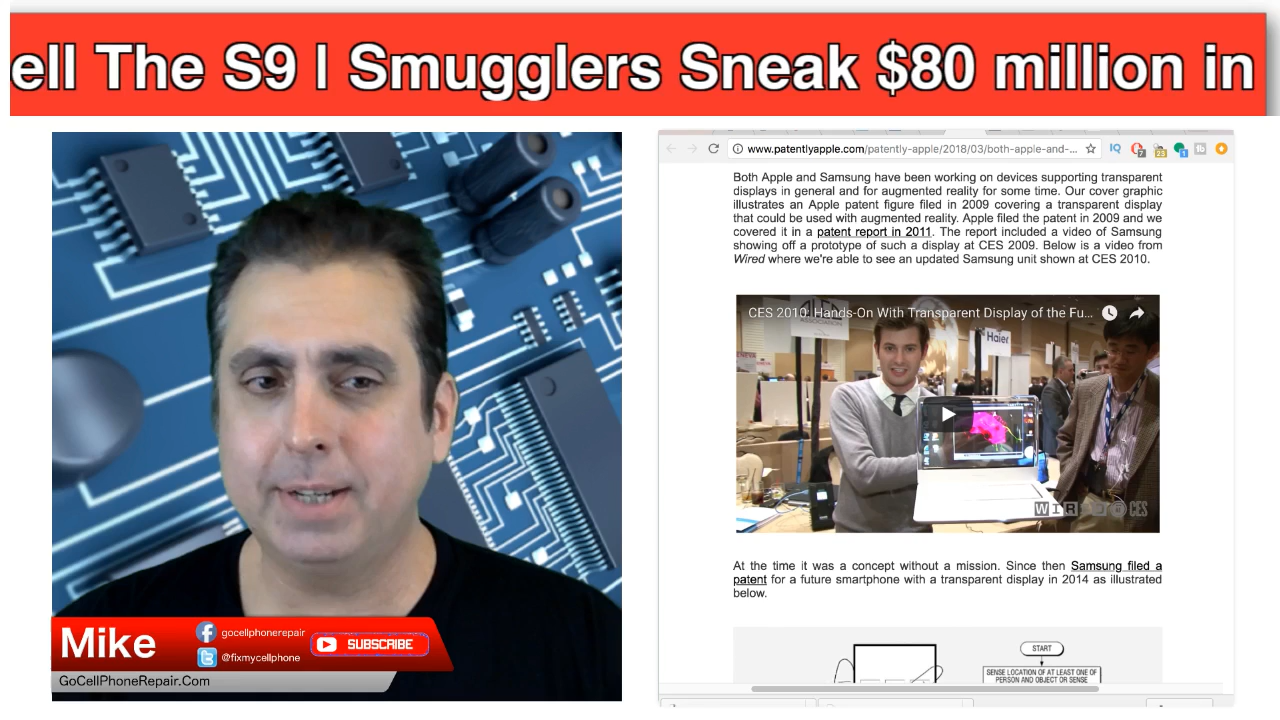 ell The S9 | Smugglers Sneak $80 million in
Mike
gocellphonerepair
@fixmycellphone
SUBSCRIBE
GoCellPhoneRepair.Com
www.patentlyapple.com/patently-apple/2018/03/both-apple-and-...
IQ
7
23
1
Both Apple and Samsung have been working on devices supporting transparent
displays in general and for augmented reality for some time. Our cover graphic
illustrates an Apple patent figure filed in 2009 covering a transparent display
that could be used with augmented reality. Apple filed the patent in 2009 and we
covered it in a patent report in 2011. The report included a video of Samsung
showing off a prototype of such a display at CES 2009. Below is a video from
Wired where we're able to see an updated Samsung unit shown at CES 2010.
CES 2010: Hands-On With Transparent Display of the Fu...
Haier
WIRED
CES
At the time it was a concept without a mission. Since then Samsung filed a
patent for a future smartphone with a transparent display in 2014 as illustrated
below.
START
SENSE LOCATION OF AT LEAST ONE OF
PERSON AND OBJECT OR SENSE